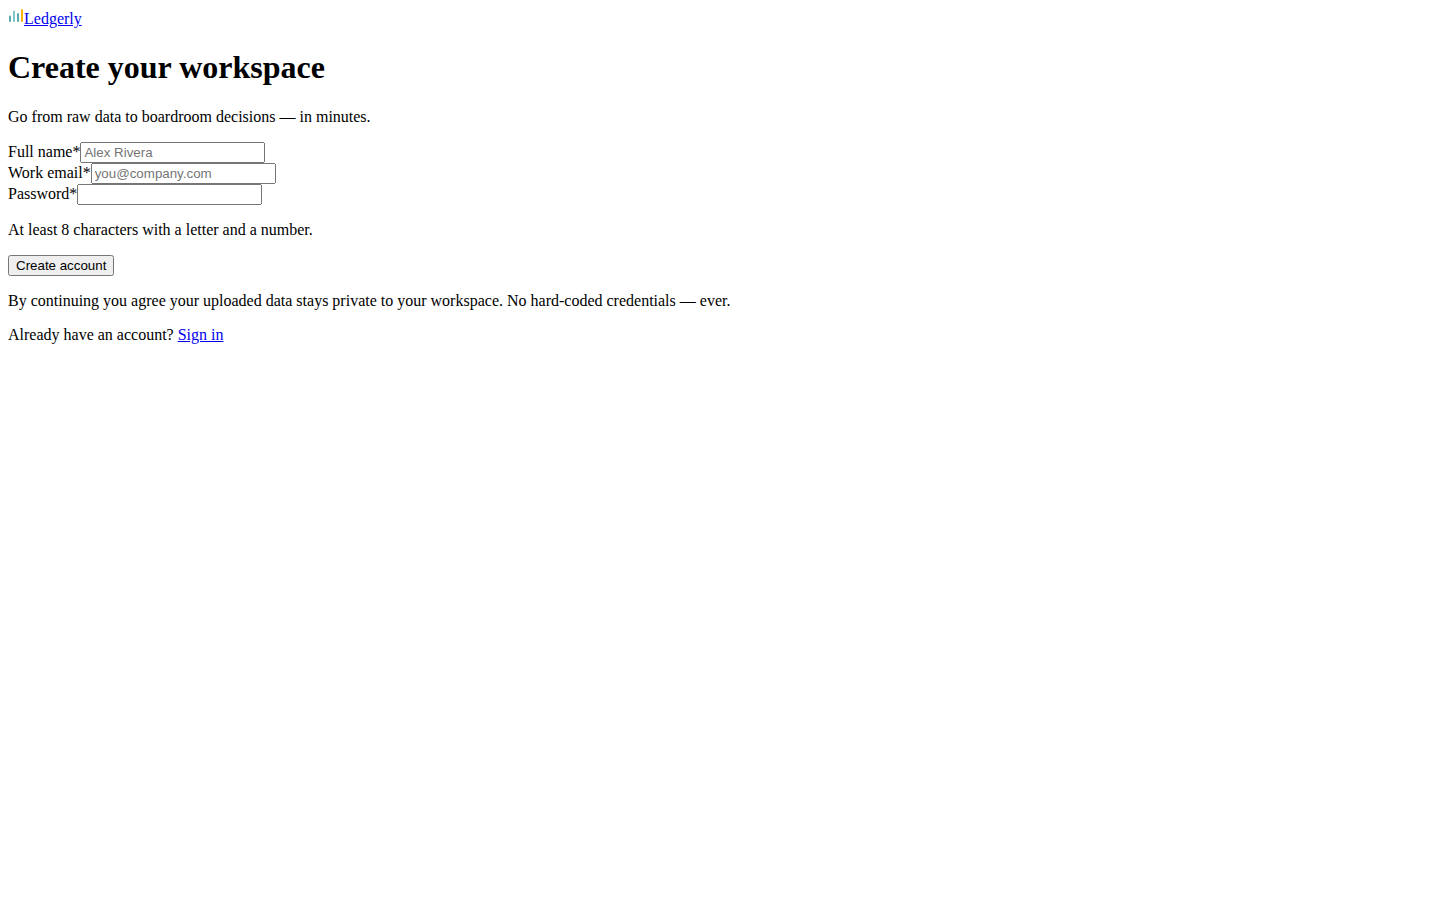 Ledgerly
Create your workspace
Go from raw data to boardroom decisions — in minutes.
Full name* Alex Rivera
Work email* you@company.com
Password*
At least 8 characters with a letter and a number.
Create account
By continuing you agree your uploaded data stays private to your workspace. No hard-coded credentials — ever.
Already have an account? Sign in